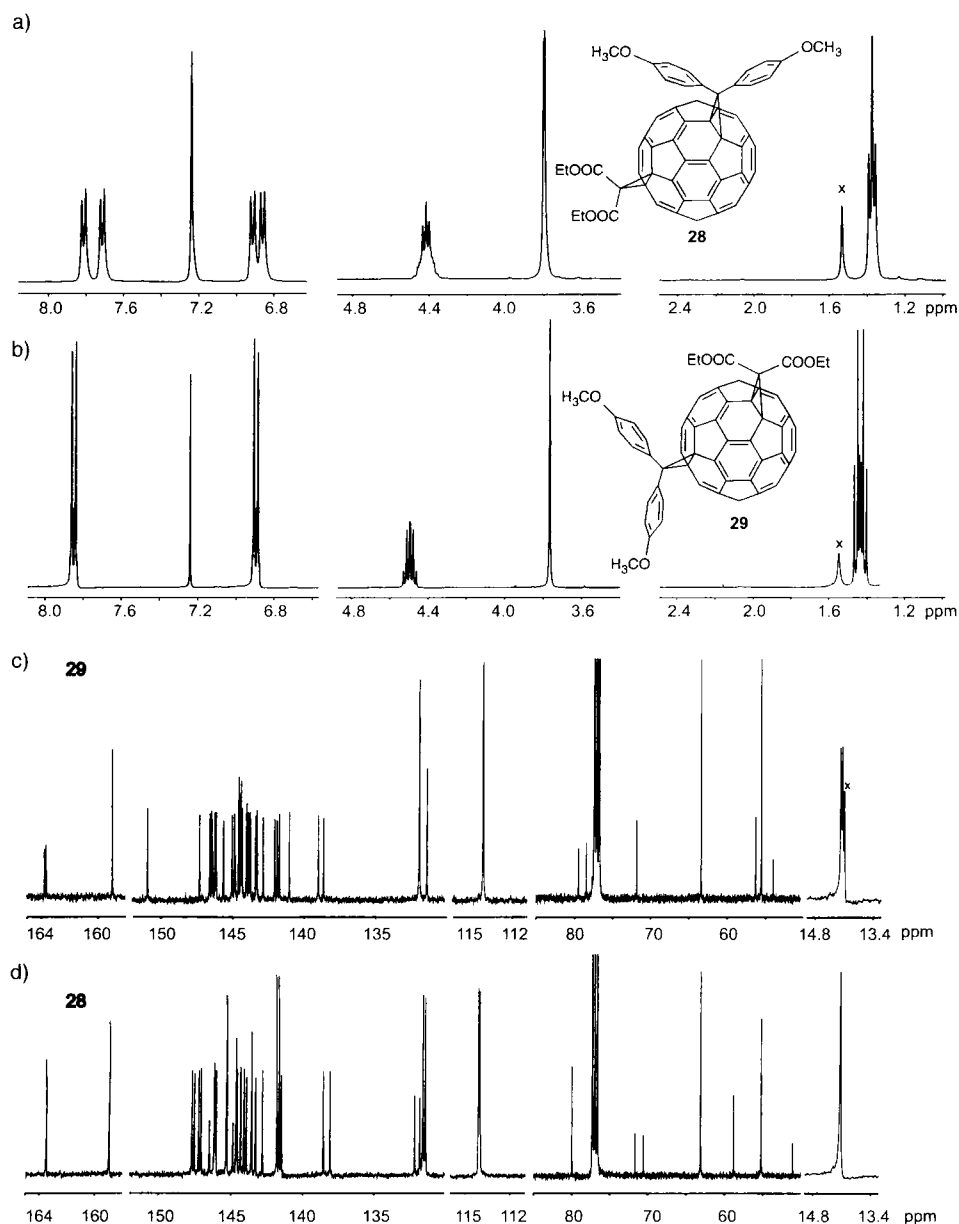 a)
H₃CO
OCH₃
EtOOC
EtOOC
28
x
8.0 7.6 7.2 6.8 4.8 4.4 4.0 3.6 2.4 2.0 1.6 1.2 ppm
b)
EtOOC COOEt
H₃CO
H₃CO
29
x
8.0 7.6 7.2 6.8 4.8 4.4 4.0 3.6 2.4 2.0 1.6 1.2 ppm
c)
29
x
164 160 150 145 140 135 115 112 80 70 60 14.8 13.4 ppm
d)
28
164 160 150 145 140 135 115 112 80 70 60 14.8 13.4 ppm